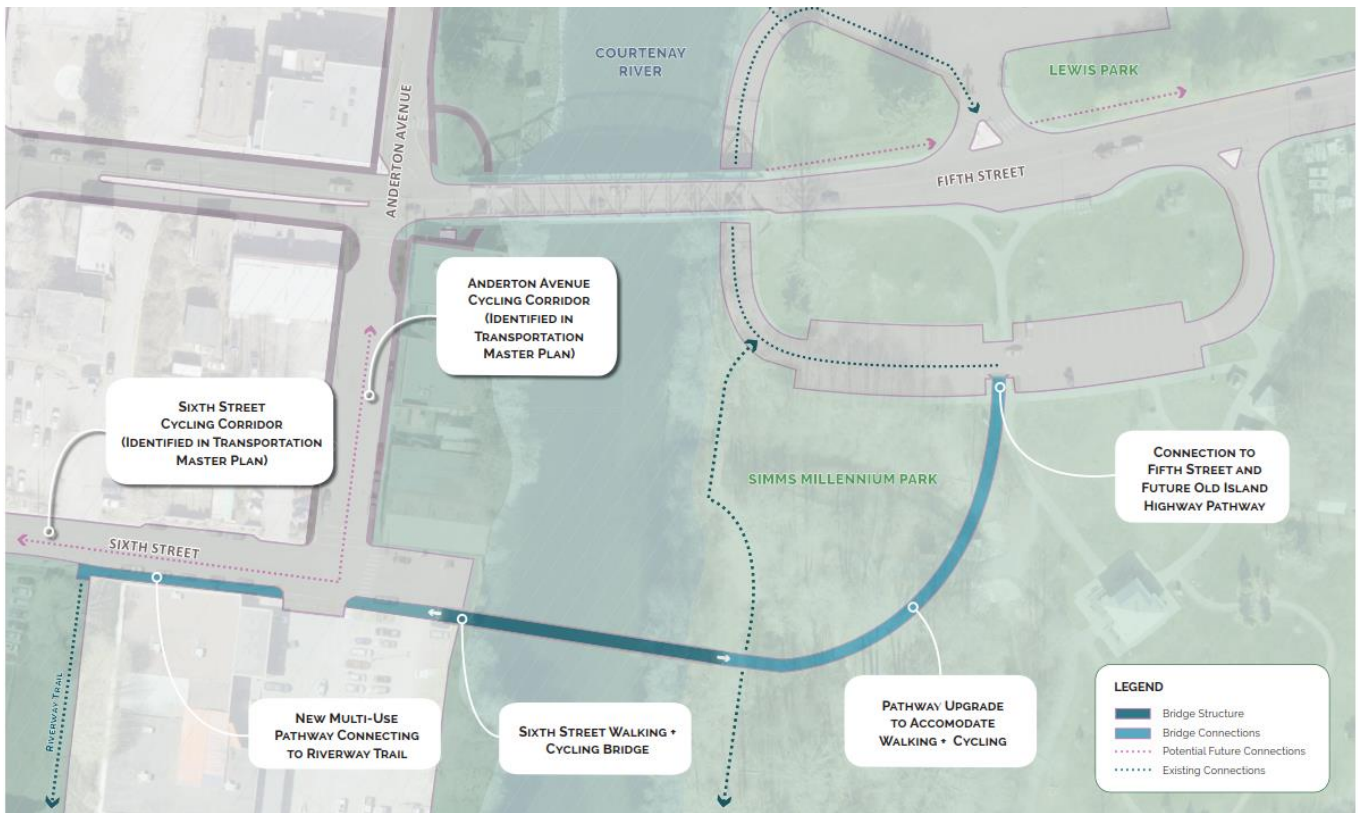 COURTENAY
RIVER
LEWIS PARK
ANDERTON AVENUE
FIFTH STREET
ANDERTON AVENUE
CYCLING CORRIDOR
(IDENTIFIED IN
TRANSPORTATION
MASTER PLAN)
SIXTH STREET
CYCLING CORRIDOR
(IDENTIFIED IN TRANSPORTATION
MASTER PLAN)
SIMMS MILLENNIUM PARK
CONNECTION TO
FIFTH STREET AND
FUTURE OLD ISLAND
HIGHWAY PATHWAY
SIXTH STREET
RIVERWAY TRAIL
NEW MULTI-USE
PATHWAY CONNECTING
TO RIVERWAY TRAIL
SIXTH STREET WALKING +
CYCLING BRIDGE
PATHWAY UPGRADE
TO ACCOMODATE
WALKING + CYCLING
LEGEND
Bridge Structure
Bridge Connections
Potential Future Connections
Existing Connections